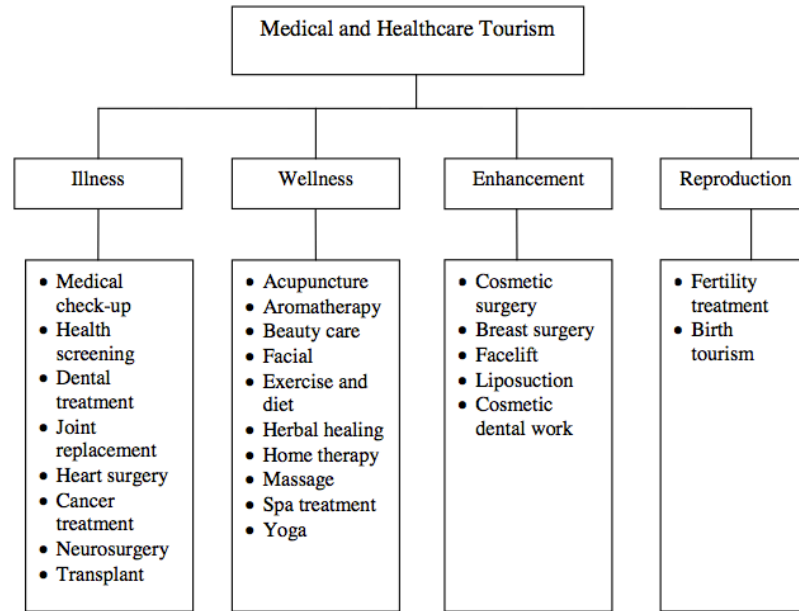 Medical and Healthcare Tourism
Illness
Wellness
Enhancement
Reproduction
• Medical
check-up
• Health
screening
• Dental
treatment
• Joint
replacement
• Heart surgery
• Cancer
treatment
• Neurosurgery
• Transplant
• Acupuncture
• Aromatherapy
• Beauty care
• Facial
• Exercise and
diet
• Herbal healing
• Home therapy
• Massage
• Spa treatment
• Yoga
• Cosmetic
surgery
• Breast surgery
• Facelift
• Liposuction
• Cosmetic
dental work
• Fertility
treatment
• Birth
tourism